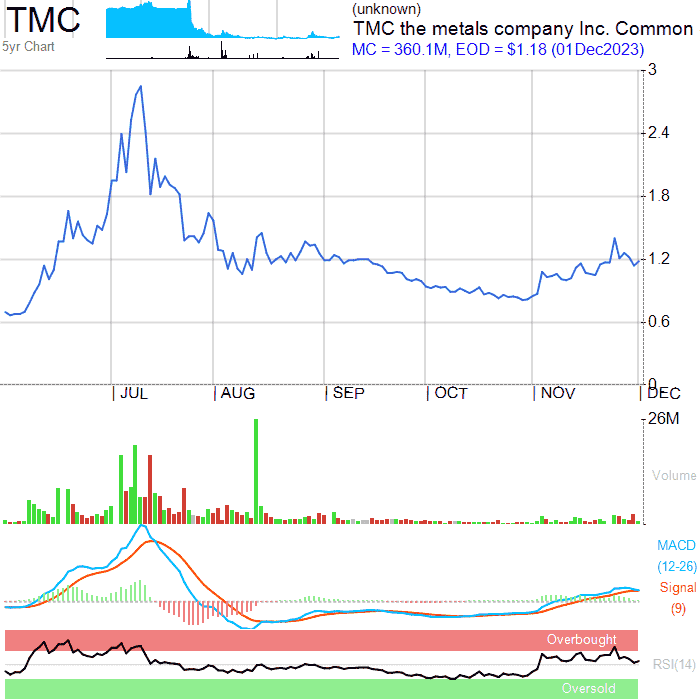 TMC
5yr Chart
(unknown)
TMC the metals company Inc. Common
MC = 360.1M, EOD = $1.18 (01Dec2023)
3
2.4
1.8
1.2
0.6
0
JUL AUG SEP OCT NOV DEC
26M
Volume
MACD
(12-26)
Signal
(9)
Overbought
RSI(14)
Oversold